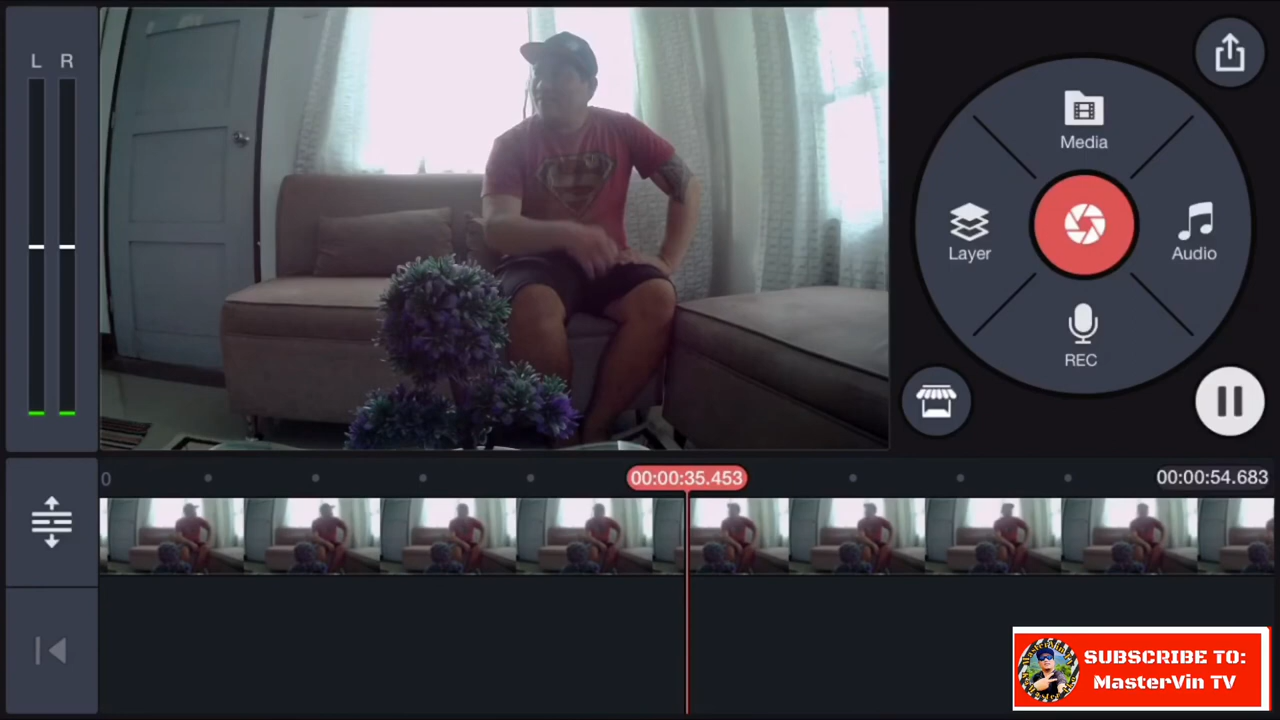 L R
Media
Layer
Audio
REC
0
00:00:35.453
00:00:54.683
SUBSCRIBE TO:
MasterVin TV